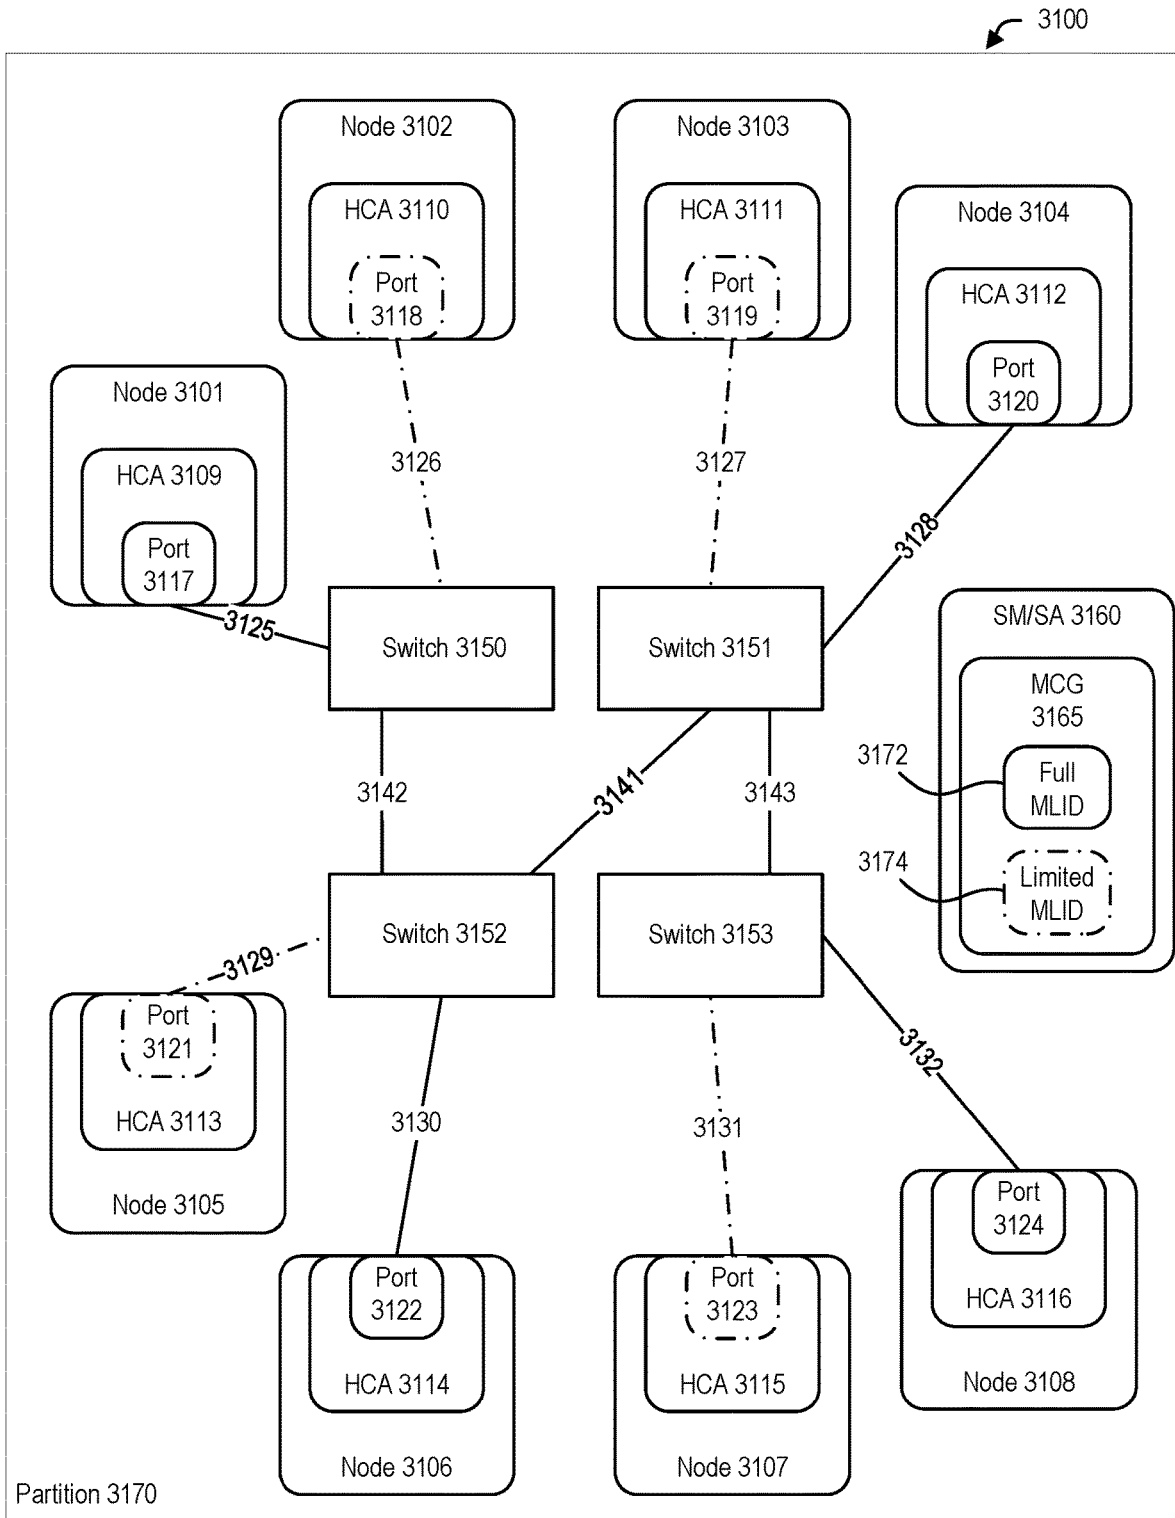 3100
Node 3102
HCA 3110
Port
3118
Node 3103
HCA 3111
Port
3119
Node 3104
HCA 3112
Port
3120
Node 3101
HCA 3109
Port
3117
3126
3127
3128
3125
Switch 3150
Switch 3151
SM/SA 3160
MCG
3165
3172
Full
MLID
3174
Limited
MLID
3142
3141
3143
Switch 3152
Switch 3153
3129
Port
3121
HCA 3113
Node 3105
3130
3131
3132
Port
3122
HCA 3114
Node 3106
Port
3123
HCA 3115
Node 3107
Port
3124
HCA 3116
Node 3108
Partition 3170